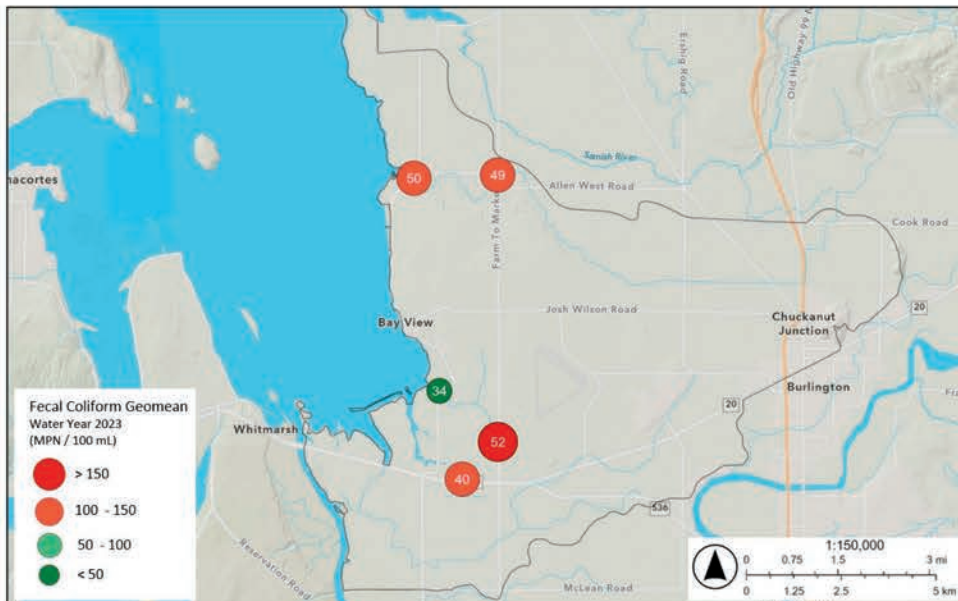 Ershig Road
Old Highway 99
Samish River
nacortes
50
49
Allen West Road
Farm To Marke
Cook Road
20
Josh Wilson Road
Bay View
Chuckanut
Junction
34
Burlington
20
Fecal Coliform Geomean
Water Year 2023
(MPN / 100 mL)
> 150
100 - 150
50 - 100
< 50
Whitmarsh
52
40
536
Reservation Road
McLean Road
1:150,000
0 0.75 1.5 3 mi
0 1.25 2.5 5 km